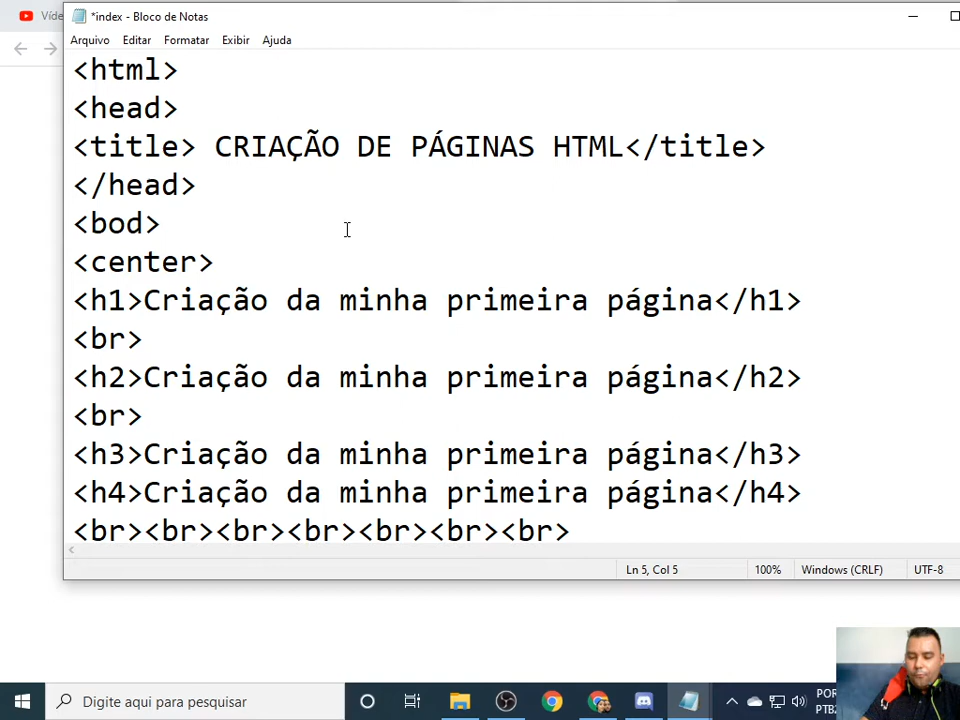 Víde
*index - Bloco de Notas
Arquivo Editar Formatar Exibir Ajuda
<html>
<head>
<title> CRIAÇÃO DE PÁGINAS HTML</title>
</head>
<bod>
<center>
<h1>Criação da minha primeira página</h1>
<br>
<h2>Criação da minha primeira página</h2>
<br>
<h3>Criação da minha primeira página</h3>
<h4>Criação da minha primeira página</h4>
<br><br><br><br><br><br><br>
Ln 5, Col 5 100% Windows (CRLF) UTF-8
Digite aqui para pesquisar
POR
PTB2